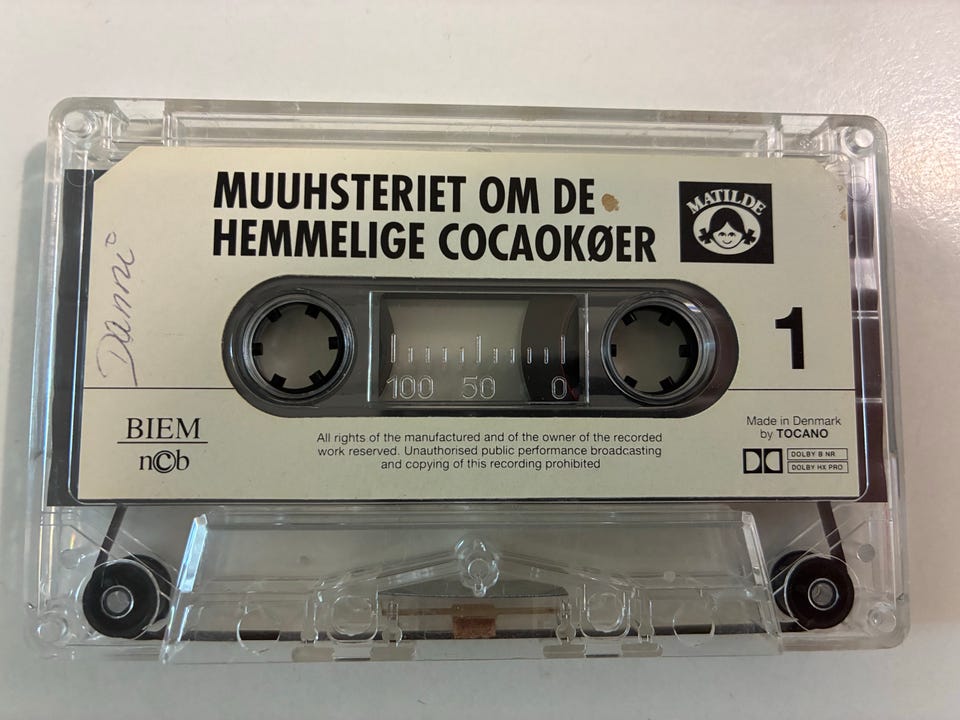 MUUHSTERIET OM DE
HEMMELIGE COCAOKØER
MATILDE
Danni
1
100 50 0
BIEM
n©b
All rights of the manufactured and of the owner of the recorded
work reserved. Unauthorised public performance broadcasting
and copying of this recording prohibited
Made in Denmark
by TOCANO
DOLBY B NR
DOLBY HX PRO